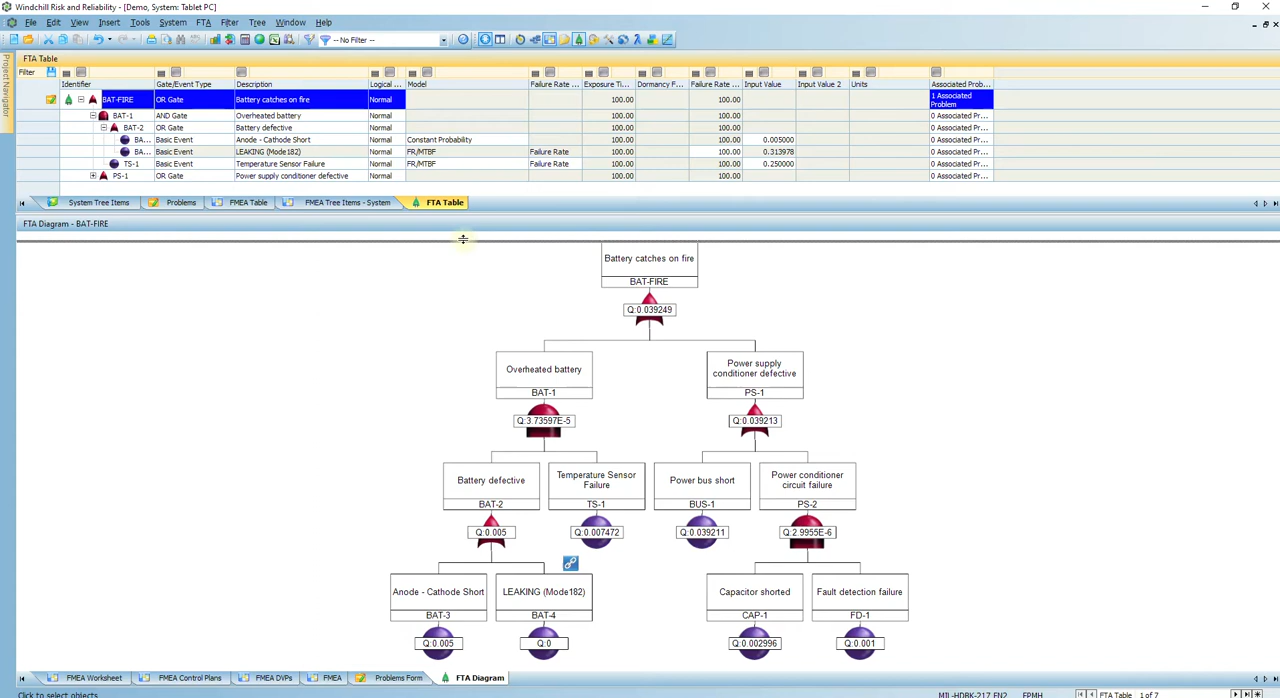 Windchill Risk and Reliability - [Demo, System: Tablet PC]
File Edit View Insert Tools System FTA Filter Tree Window Help
-- No Filter --
Project Navigator
FTA Table
Filter
Identifier Gate/Event Type Description Logical ... Model Failure Rate ... Exposure Ti... Dormancy F... Failure Rate ... Input Value Input Value 2 Units Associated Prob...
BAT-FIRE OR Gate Battery catches on fire Normal 100.00 100.00 1 Associated Problem
BAT-1 AND Gate Overheated battery Normal 100.00 100.00 0 Associated Pr...
BAT-2 OR Gate Battery defective Normal 100.00 100.00 0 Associated Pr...
BA... Basic Event Anode - Cathode Short Normal Constant Probability 100.00 100.00 0.005000 0 Associated Pr...
BA... Basic Event LEAKING (Mode182) Normal FR/MTBF Failure Rate 100.00 100.00 0.313978 0 Associated Pr...
TS-1 Basic Event Temperature Sensor Failure Normal FR/MTBF Failure Rate 100.00 100.00 0.250000 0 Associated Pr...
PS-1 OR Gate Power supply conditioner defective Normal 100.00 100.00 0 Associated Pr...
System Tree Items Problems FMEA Table FMEA Tree Items - System FTA Table
FTA Diagram - BAT-FIRE
Battery catches on fire
BAT-FIRE
Q:0.039249
Overheated battery
BAT-1
Q:3.73597E-5
Power supply
conditioner defective
PS-1
Q:0.039213
Battery defective
BAT-2
Q:0.005
Temperature Sensor
Failure
TS-1
Q:0.007472
Power bus short
BUS-1
Q:0.039211
Power conditioner
circuit failure
PS-2
Q:2.9955E-6
Anode - Cathode Short
BAT-3
Q:0.005
LEAKING (Mode182)
BAT-4
Q:0
Capacitor shorted
CAP-1
Q:0.002996
Fault detection failure
FD-1
Q:0.001
FMEA Worksheet FMEA Control Plans FMEA DVPs FMEA Problems Form FTA Diagram
Click to select objects MIL-HDBK-217 FN2 FPMH FTA Table 1 of 7